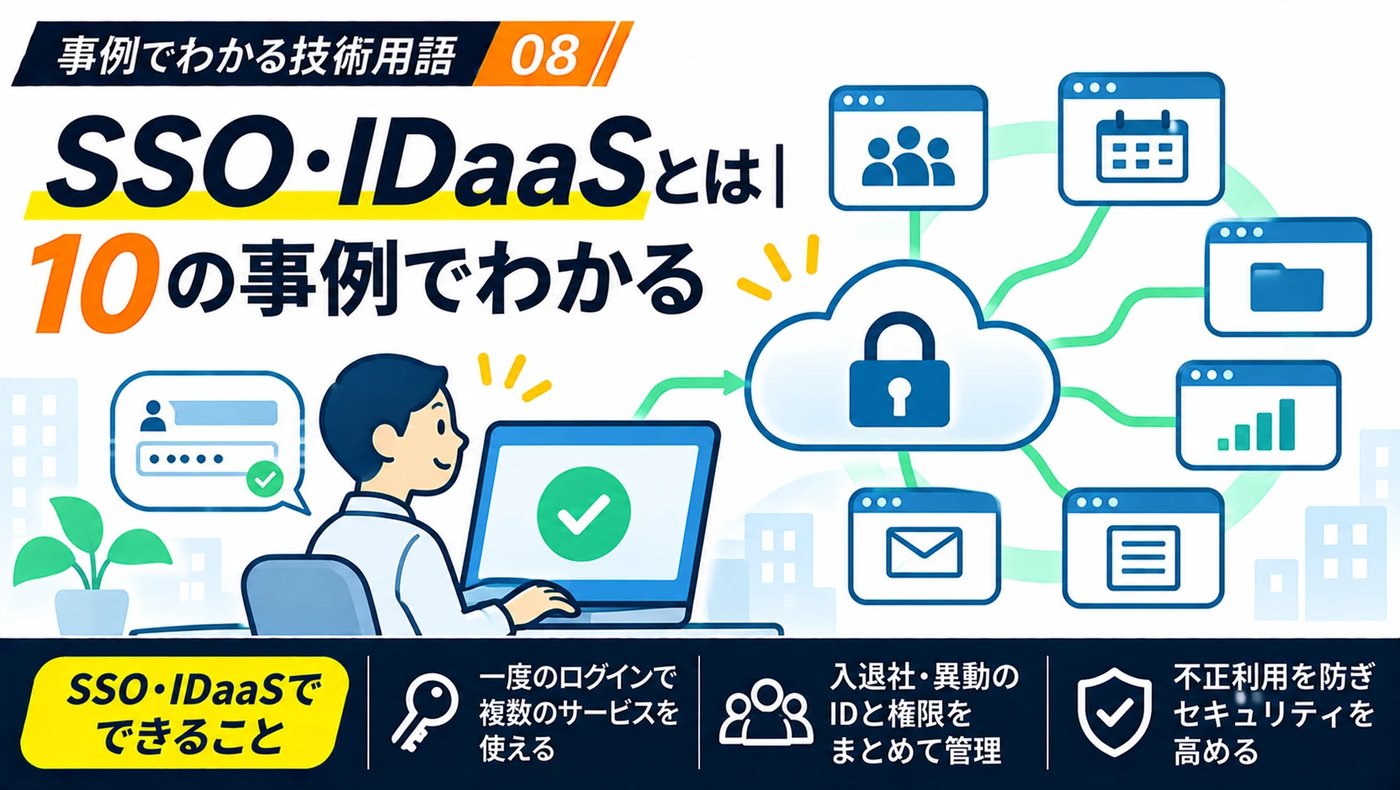 事例でわかる技術用語 08
SSO・IDaaSとは|
10の事例でわかる
SSO・IDaaSで
できること
一度のログインで
複数のサービスを
使える
入退社・異動の
IDと権限を
まとめて管理
不正利用を防ぎ
セキュリティを
高める